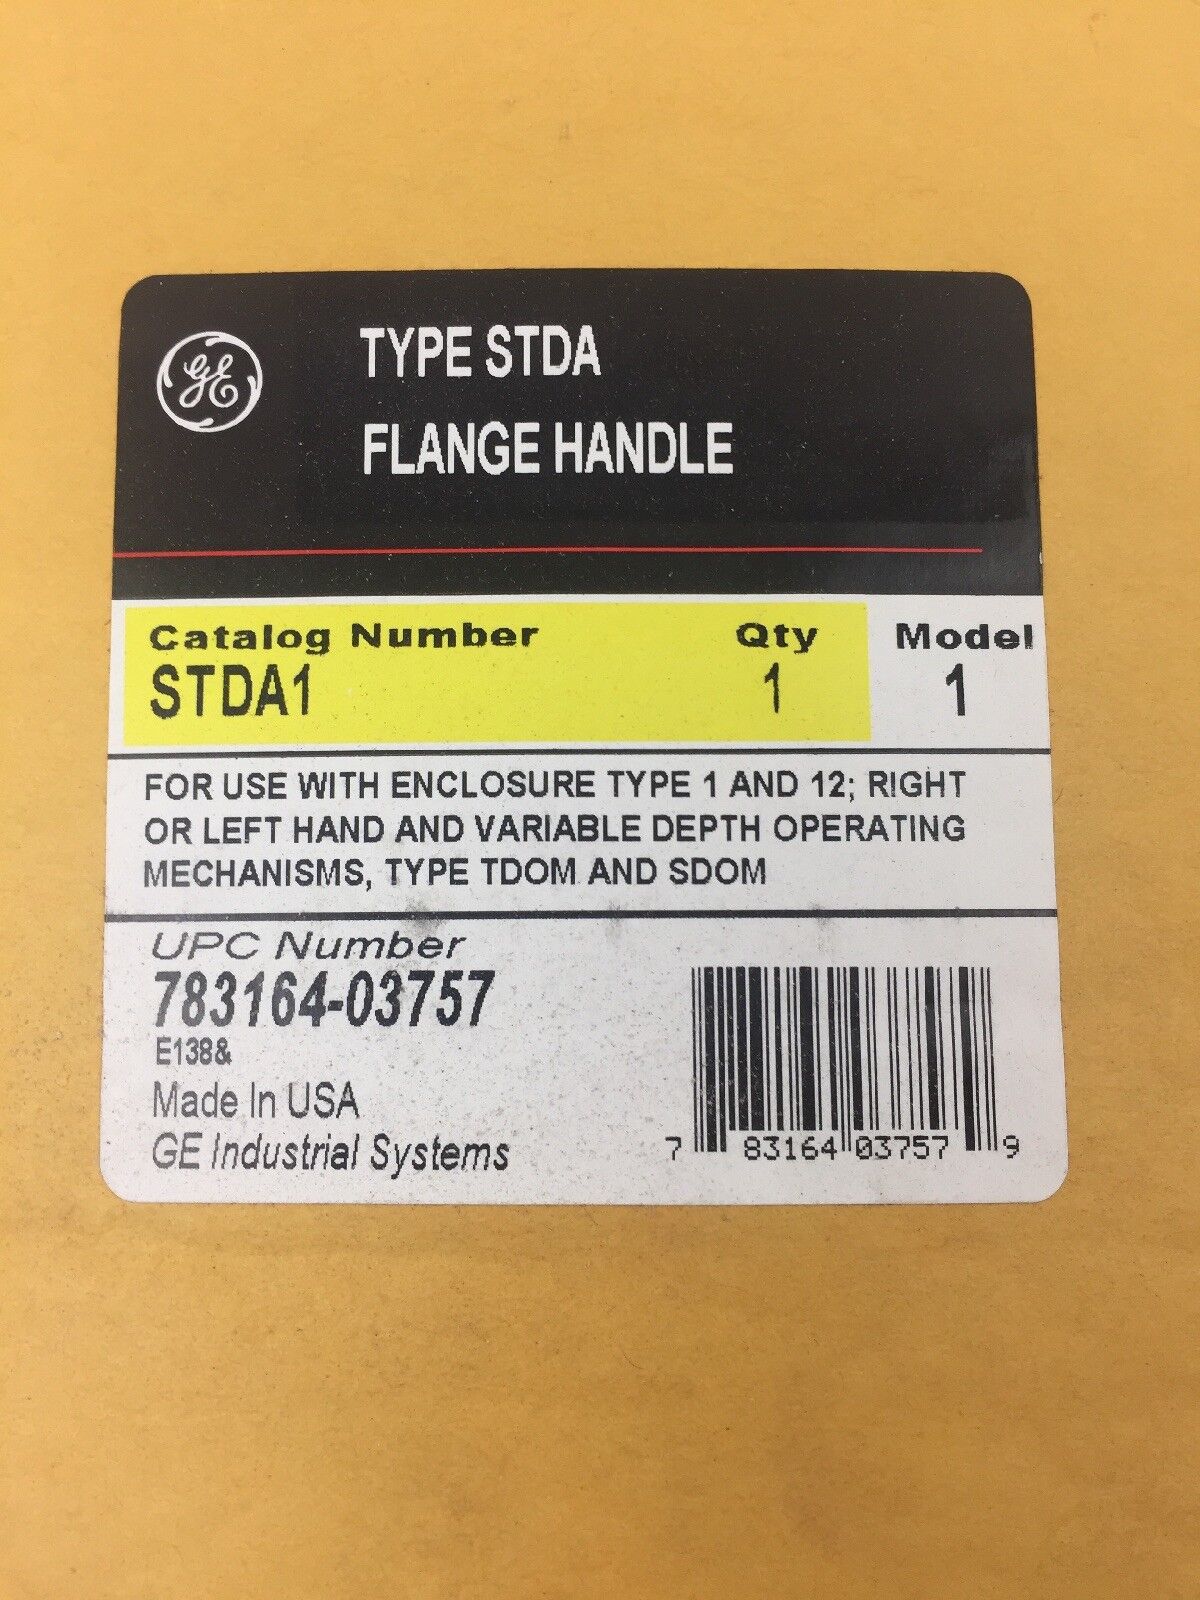 GE
TYPE STDA
FLANGE HANDLE
Catalog Number Qty Model
STDA1 1 1
FOR USE WITH ENCLOSURE TYPE 1 AND 12; RIGHT
OR LEFT HAND AND VARIABLE DEPTH OPERATING
MECHANISMS, TYPE TDOM AND SDOM
UPC Number
783164-03757
E138&
Made In USA
GE Industrial Systems
7 83164 03757 9